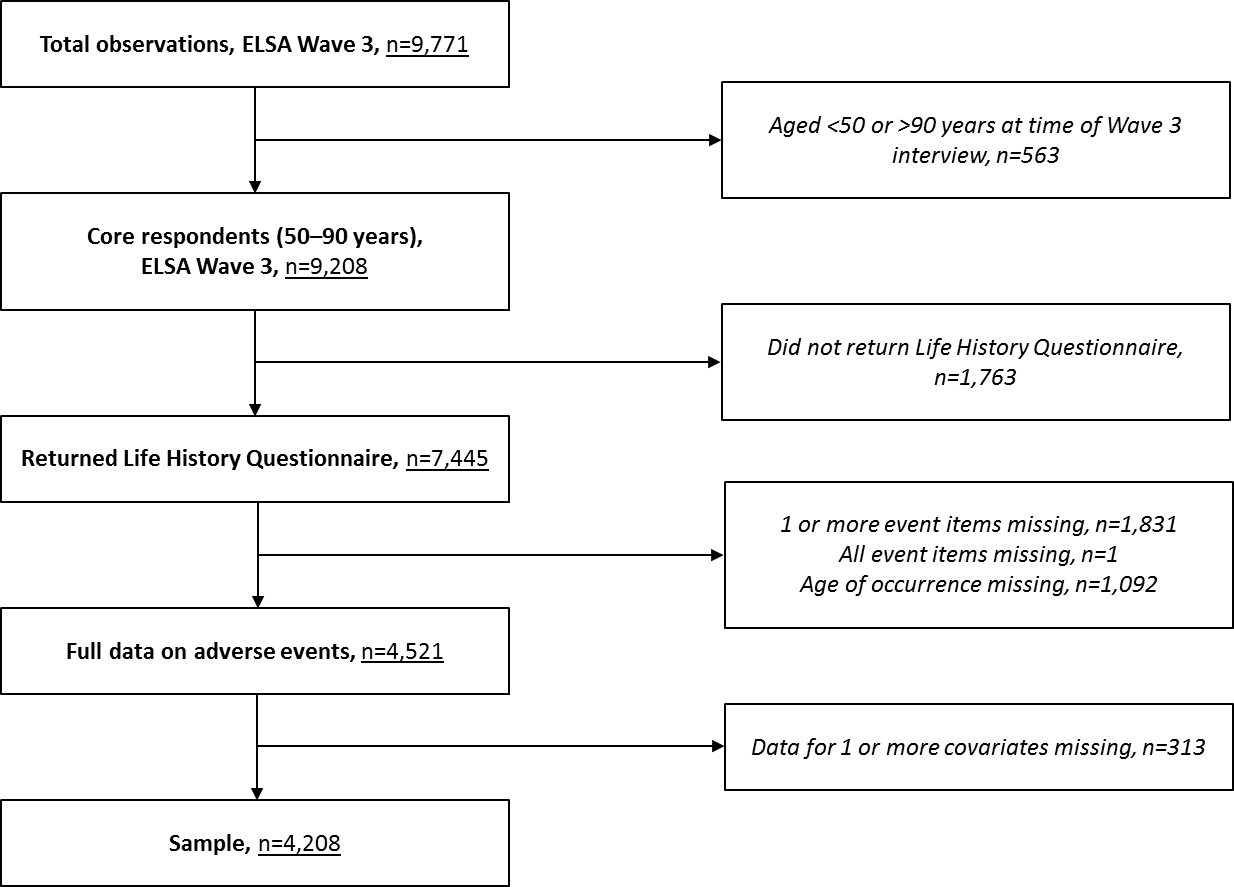 Total observations, ELSA Wave 3, n=9,771
Aged <50 or >90 years at time of Wave 3
interview, n=563
Core respondents (50–90 years),
ELSA Wave 3, n=9,208
Did not return Life History Questionnaire,
n=1,763
Returned Life History Questionnaire, n=7,445
1 or more event items missing, n=1,831
All event items missing, n=1
Age of occurrence missing, n=1,092
Full data on adverse events, n=4,521
Data for 1 or more covariates missing, n=313
Sample, n=4,208